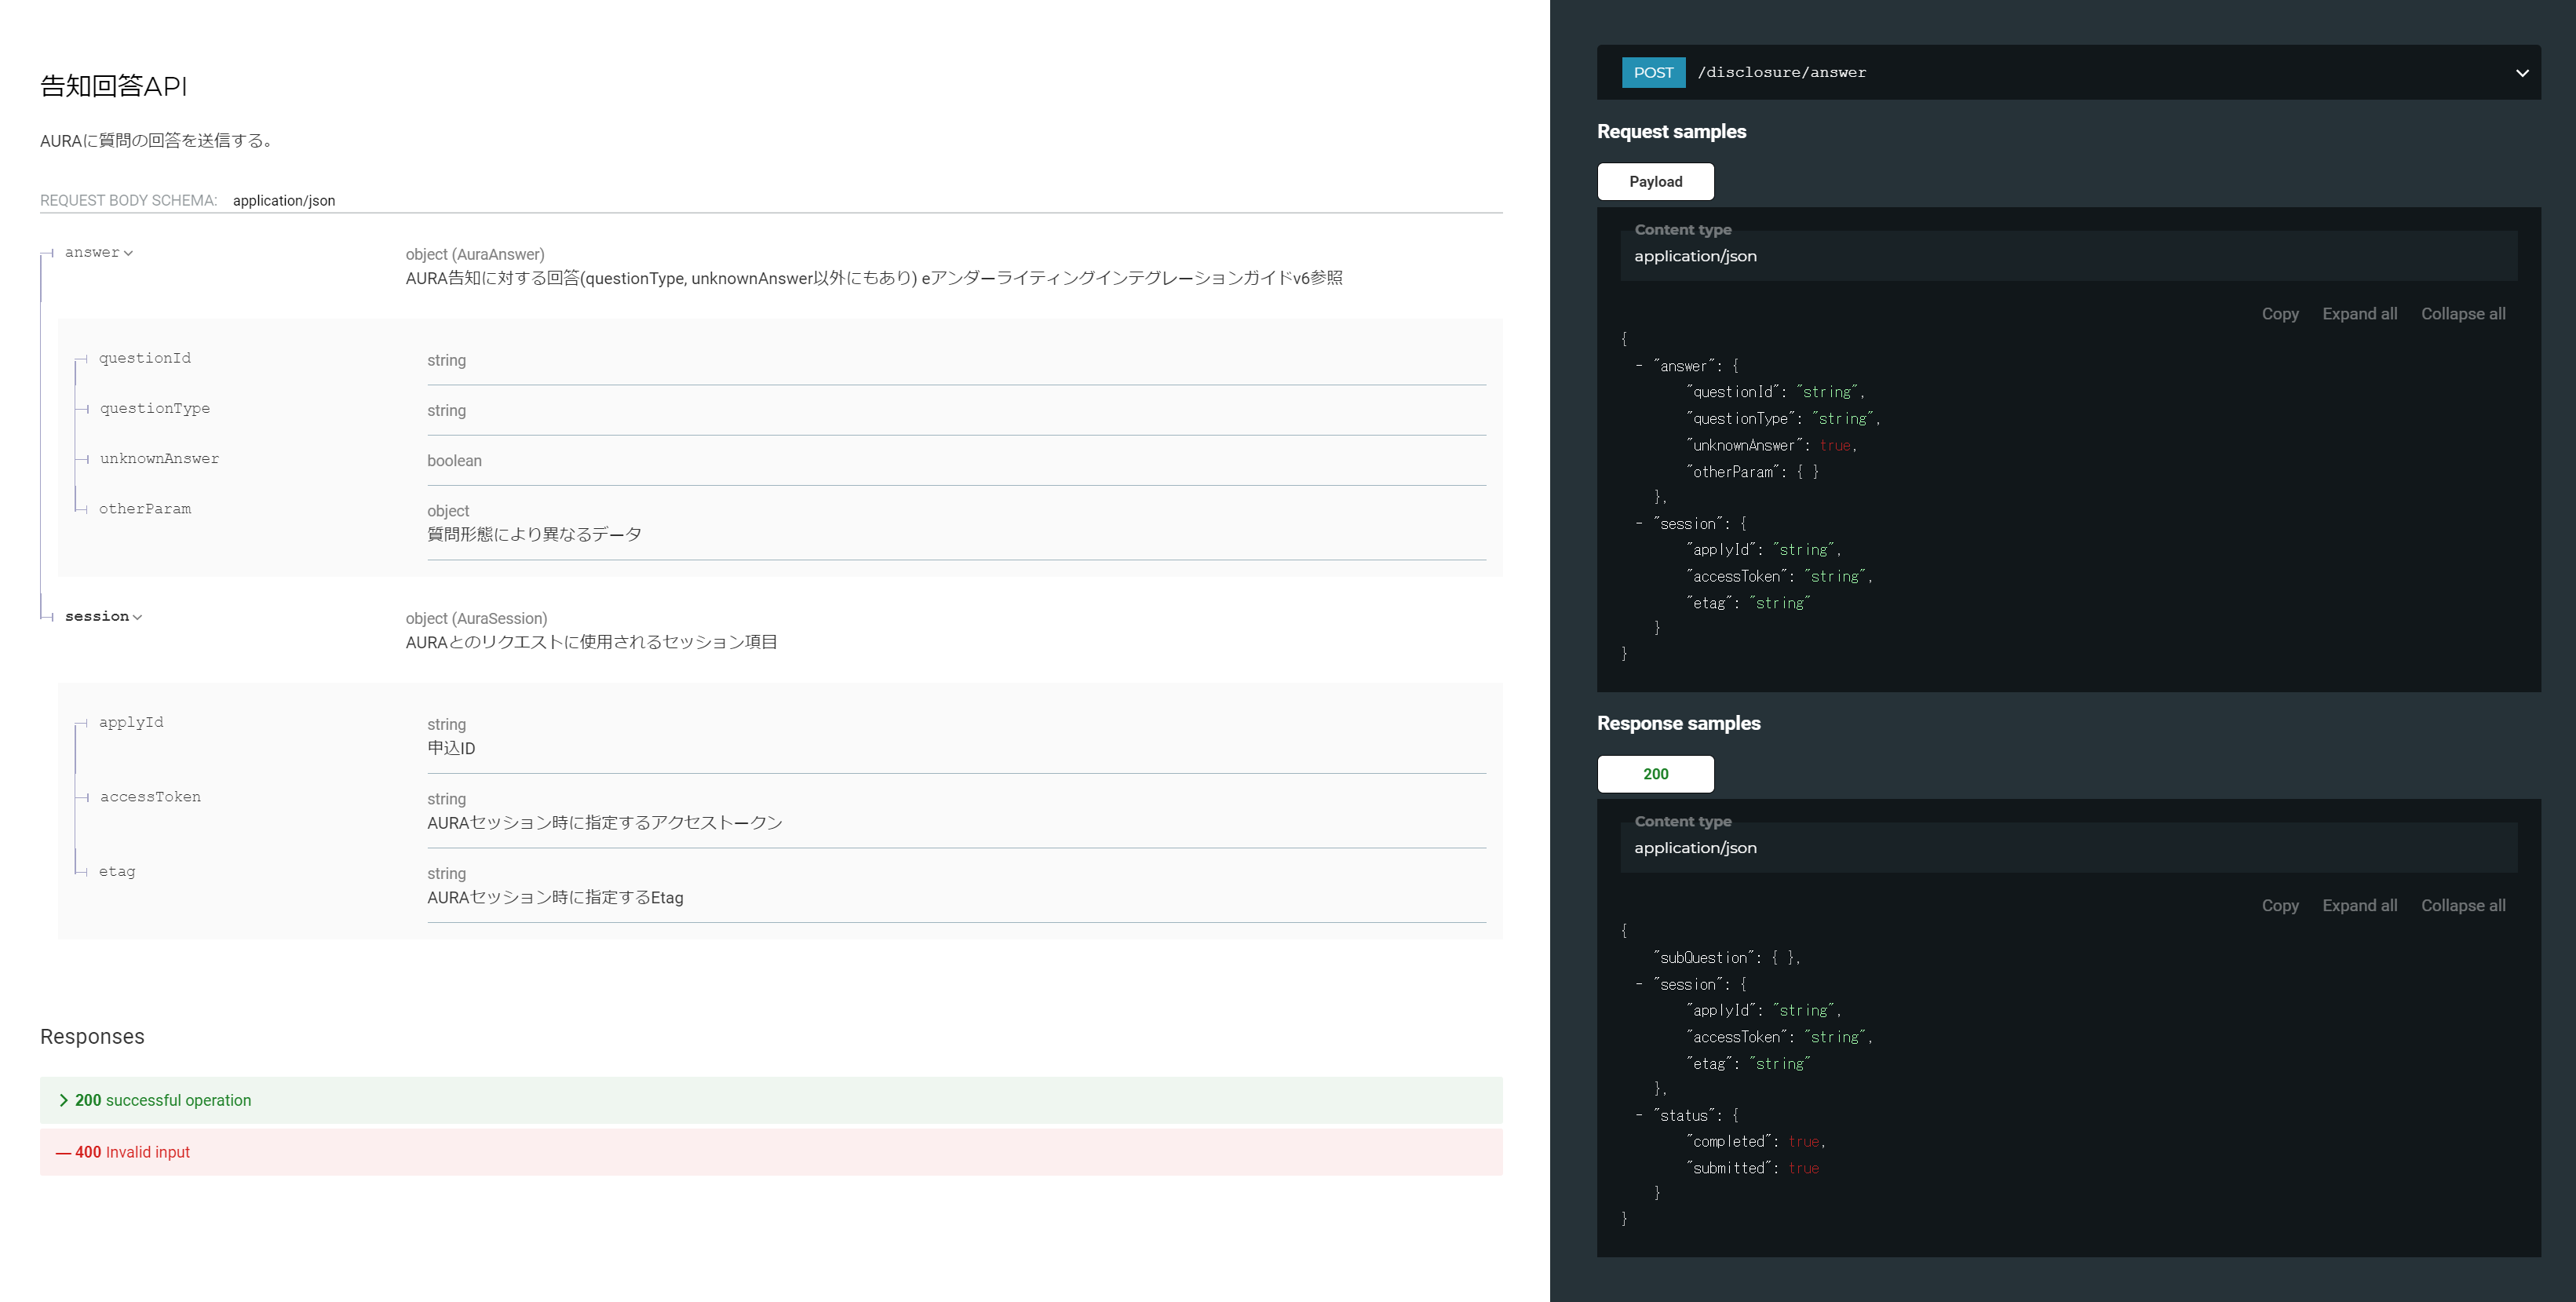 告知回答API
AURAに質問の回答を送信する。
REQUEST BODY SCHEMA: application/json
answer
object (AuraAnswer)
AURA告知に対する回答(questionType, unknownAnswer以外にもあり) eアンダーライティングインテグレーションガイドv6参照
questionId string
questionType string
unknownAnswer boolean
otherParam object
質問形態により異なるデータ
session
object (AuraSession)
AURAとのリクエストに使用されるセッション項目
applyId string
申込ID
accessToken string
AURAセッション時に指定するアクセストークン
etag string
AURAセッション時に指定するEtag
Responses
200 successful operation
400 Invalid input
POST /disclosure/answer
Request samples
Payload
Content type
application/json
Copy Expand all Collapse all
{
- "answer": {
"questionId": "string",
"questionType": "string",
"unknownAnswer": true,
"otherParam": { }
},
- "session": {
"applyId": "string",
"accessToken": "string",
"etag": "string"
}
}
Response samples
200
Content type
application/json
Copy Expand all Collapse all
{
"subQuestion": { },
- "session": {
"applyId": "string",
"accessToken": "string",
"etag": "string"
},
- "status": {
"completed": true,
"submitted": true
}
}